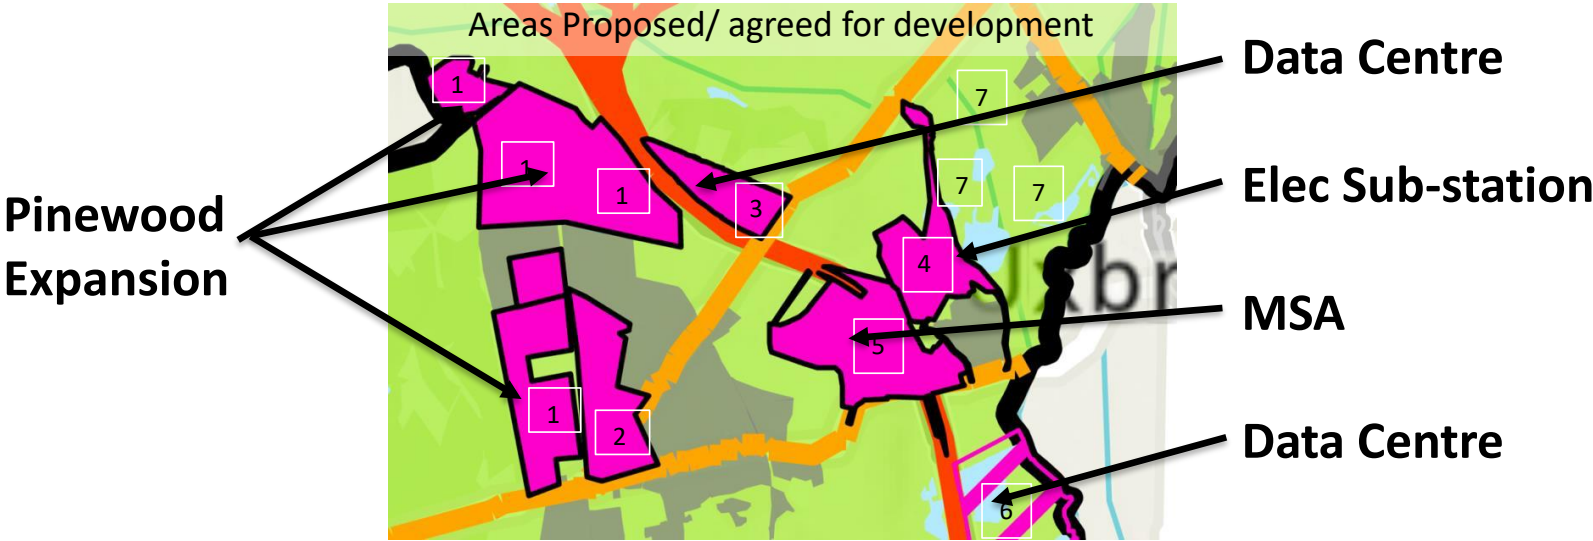 Areas Proposed/ agreed for development
Data Centre
Elec Sub-station
MSA
Data Centre
Pinewood
Expansion
1
1
1
1
2
3
4
5
6
7
7
7
Uxbr